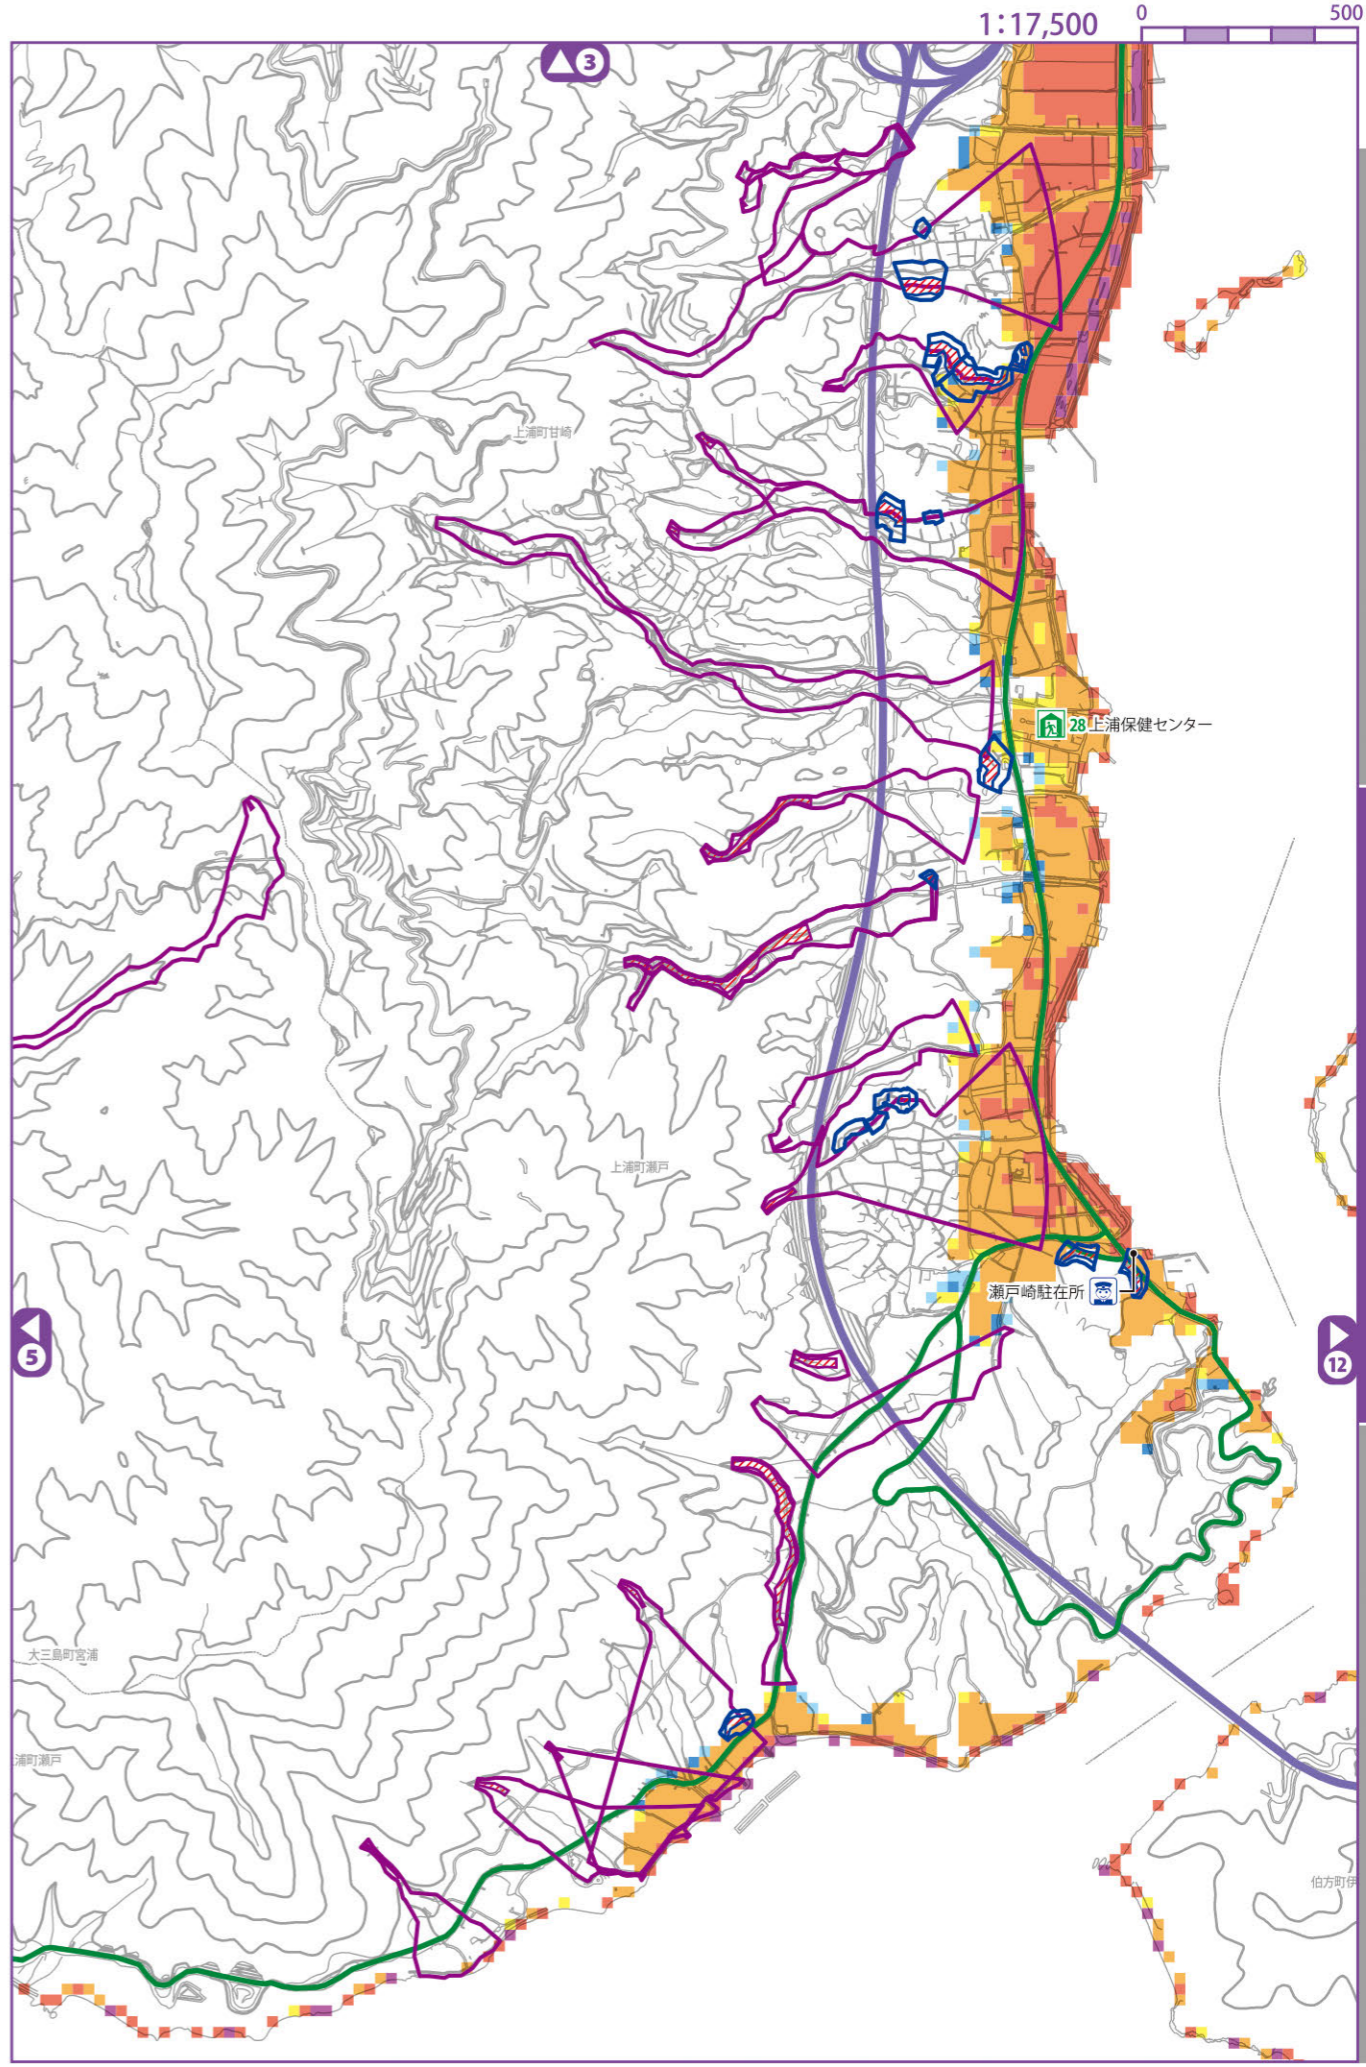 1：17,500
0
500
3
上浦町甘崎
28 上浦保健センター
上浦町瀬戸
瀬戸崎駐在所
5
12
大三島町宮浦
浦町瀬戸
伯方町伊